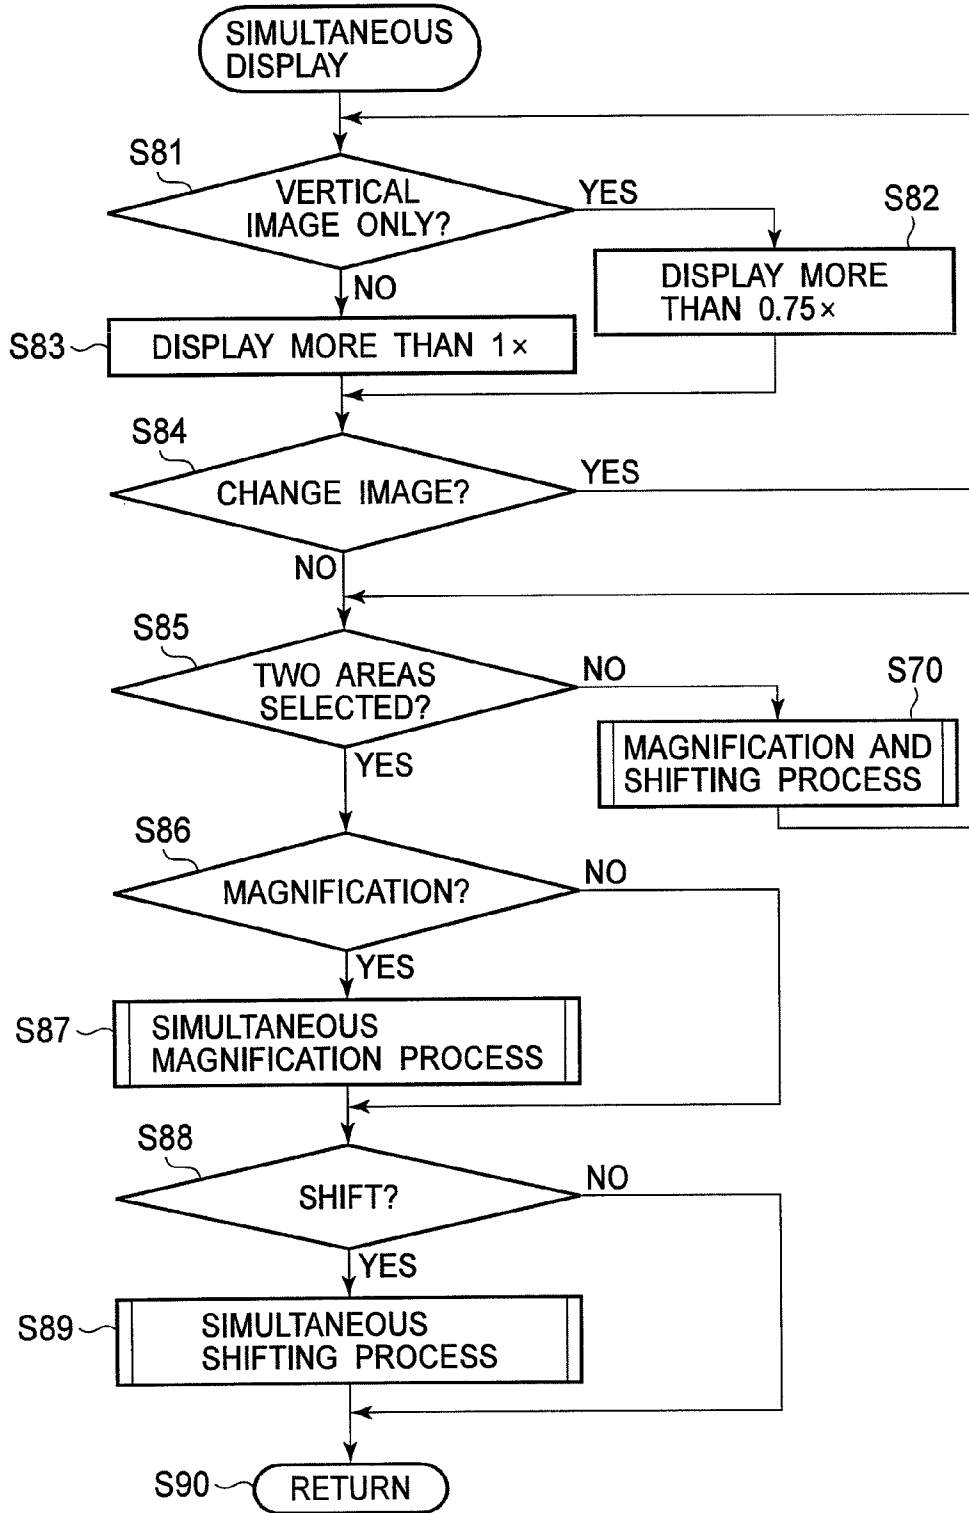 SIMULTANEOUS
DISPLAY
S81
VERTICAL
IMAGE ONLY?
YES
S82
DISPLAY MORE
THAN 0.75×
NO
S83
DISPLAY MORE THAN 1×
S84
CHANGE IMAGE?
YES
NO
S85
TWO AREAS
SELECTED?
NO
S70
MAGNIFICATION AND
SHIFTING PROCESS
YES
S86
MAGNIFICATION?
NO
YES
S87
SIMULTANEOUS
MAGNIFICATION PROCESS
S88
SHIFT?
NO
YES
S89
SIMULTANEOUS
SHIFTING PROCESS
S90
RETURN